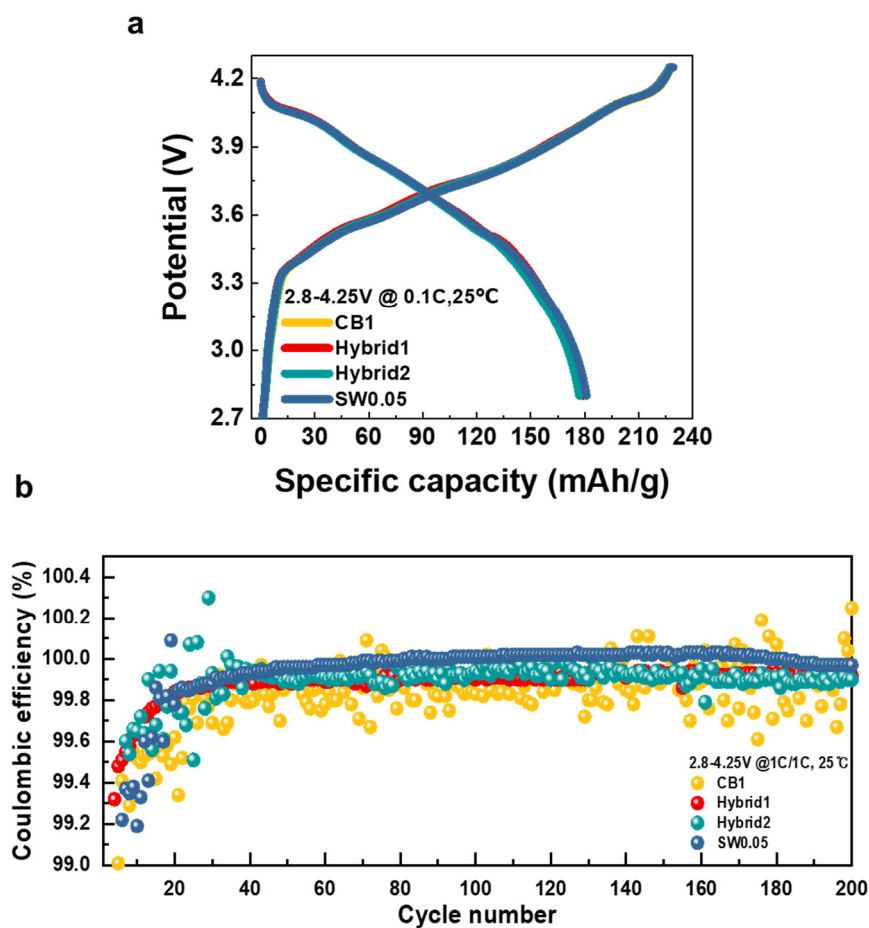 a
4.2
3.9
3.6
3.3
3.0
2.7
Potential (V)
2.8-4.25V @ 0.1C,25℃
CB1
Hybrid1
Hybrid2
SW0.05
0 30 60 90 120 150 180 210 240
Specific capacity (mAh/g)
b
100.4
100.2
100.0
99.8
99.6
99.4
99.2
99.0
Coulombic efficiency (%)
2.8-4.25V @1C/1C, 25 ℃
CB1
Hybrid1
Hybrid2
SW0.05
20 40 60 80 100 120 140 160 180 200
Cycle number